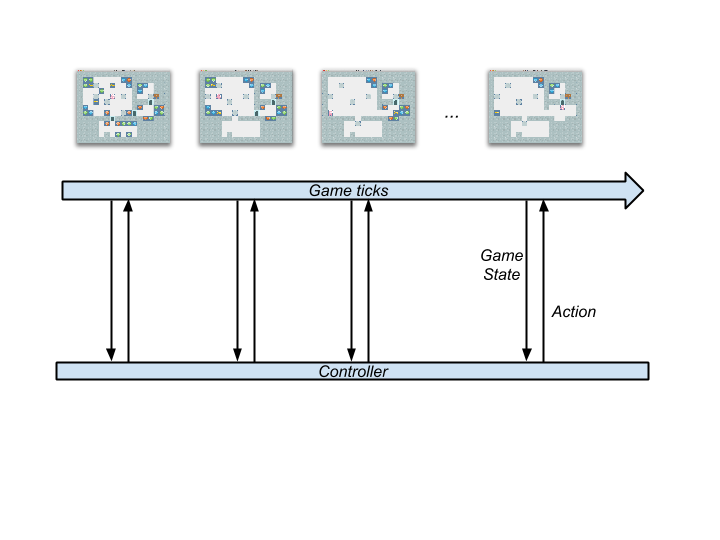 ...
Game ticks
Game
State
Action
Controller